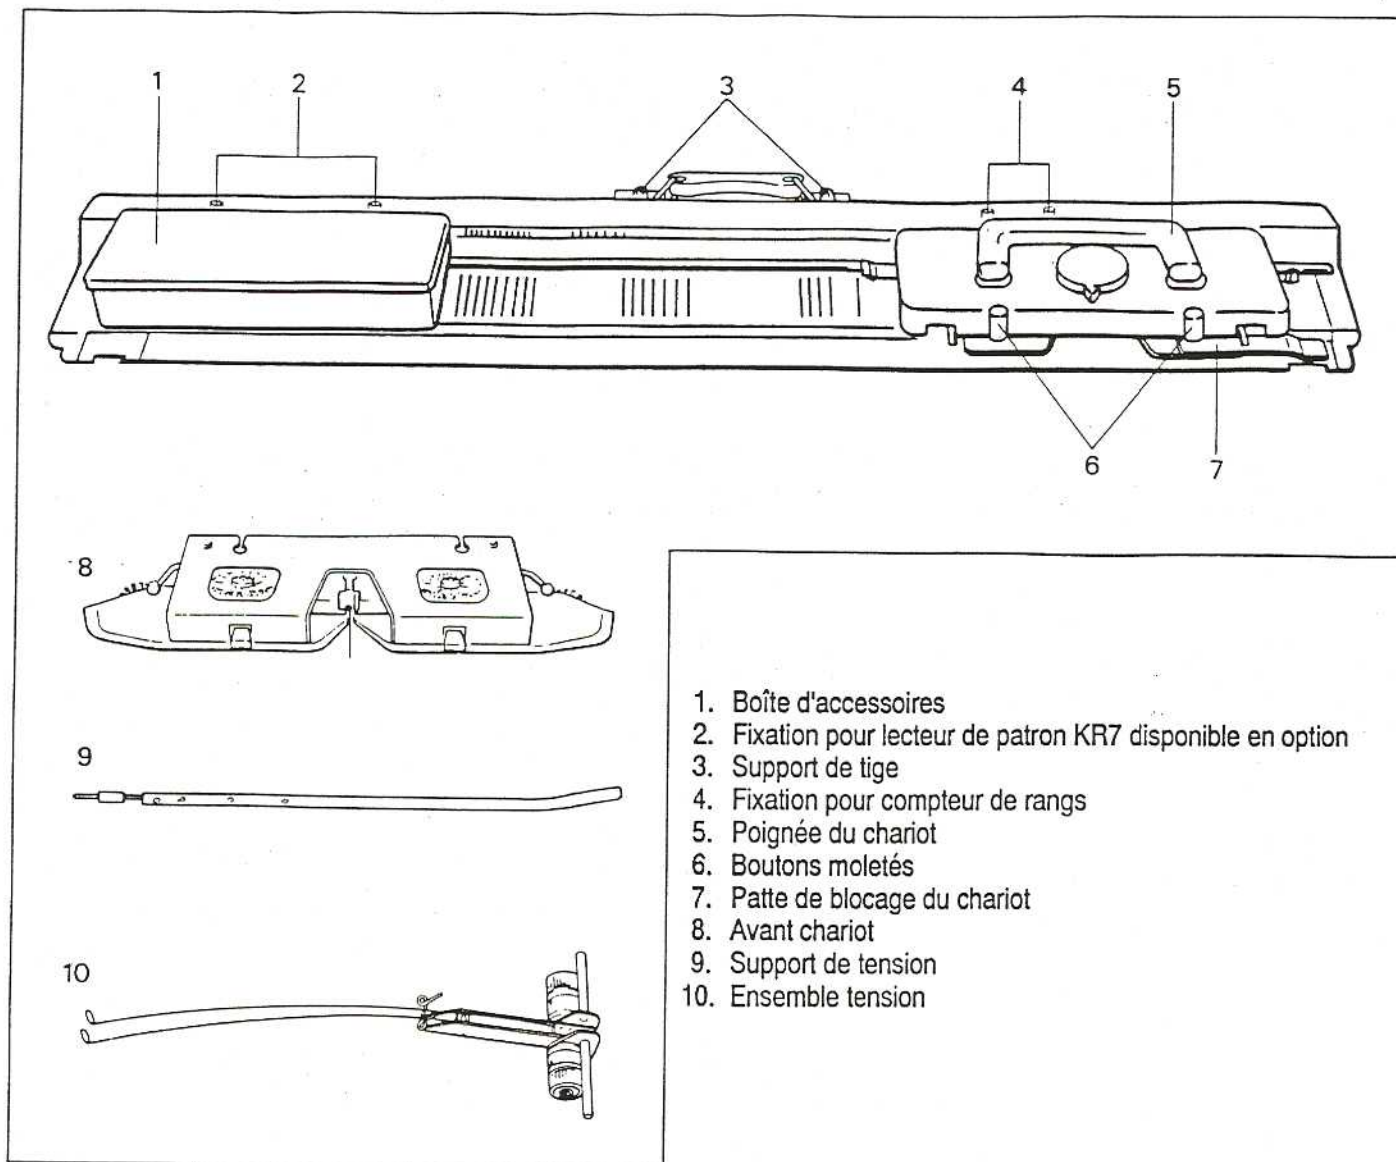 1
2
3
4
5
6
7
8
9
10
1. Boîte d'accessoires
2. Fixation pour lecteur de patron KR7 disponible en option
3. Support de tige
4. Fixation pour compteur de rangs
5. Poignée du chariot
6. Boutons moletés
7. Patte de blocage du chariot
8. Avant chariot
9. Support de tension
10. Ensemble tension